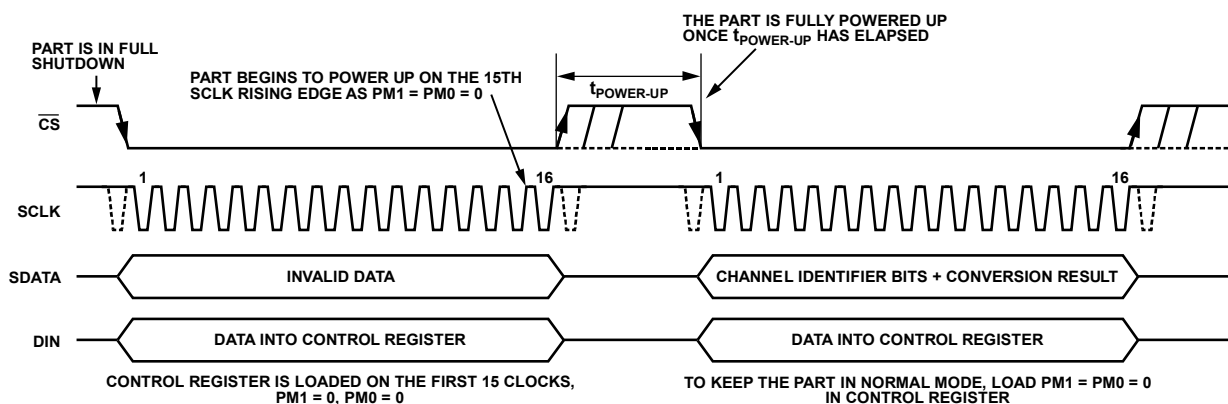 PART IS IN FULL
SHUTDOWN
PART BEGINS TO POWER UP ON THE 15TH
SCLK RISING EDGE AS PM1 = PM0 = 0
THE PART IS FULLY POWERED UP
ONCE tPOWER-UP HAS ELAPSED
tPOWER-UP
CS
1
16
1
16
SCLK
SDATA
INVALID DATA
CHANNEL IDENTIFIER BITS + CONVERSION RESULT
DIN
DATA INTO CONTROL REGISTER
DATA INTO CONTROL REGISTER
CONTROL REGISTER IS LOADED ON THE FIRST 15 CLOCKS,
PM1 = 0, PM0 = 0
TO KEEP THE PART IN NORMAL MODE, LOAD PM1 = PM0 = 0
IN CONTROL REGISTER